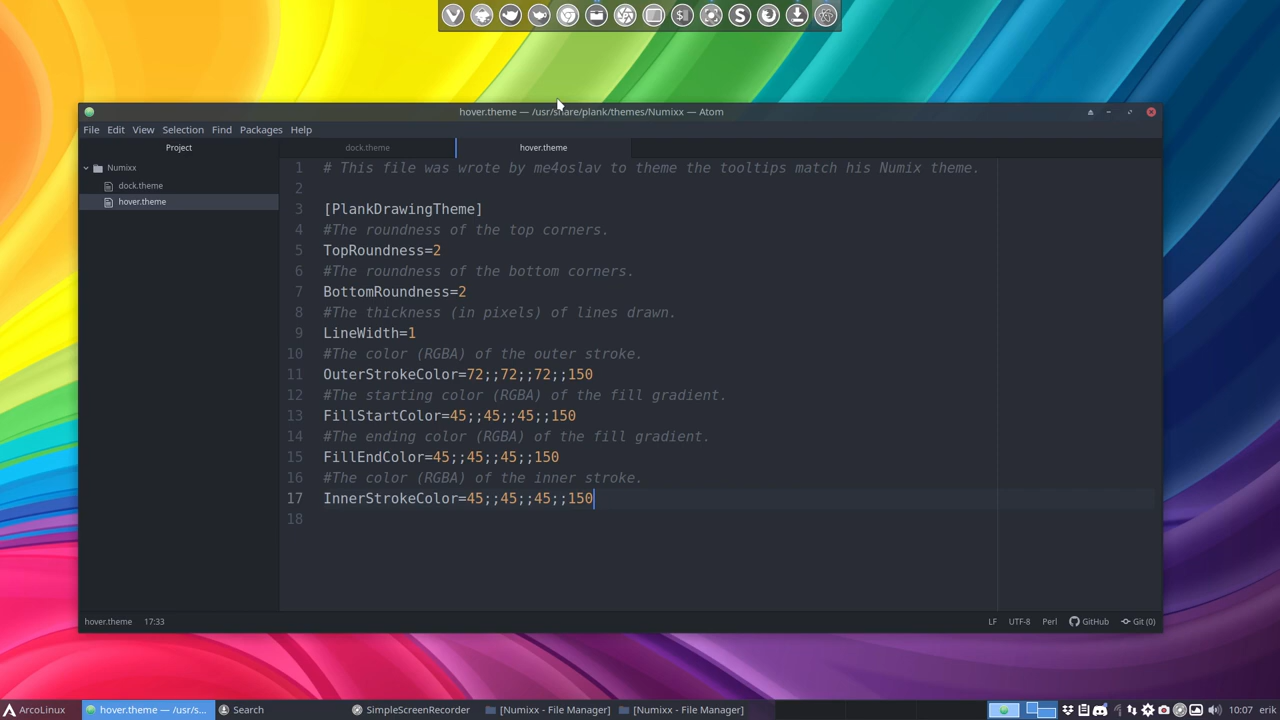 hover.theme — /usr/share/plank/themes/Numixx — Atom
File Edit View Selection Find Packages Help
Project
dock.theme
hover.theme
Numixx
dock.theme
hover.theme
1 # This file was wrote by me4oslav to theme the tooltips match his Numix theme.
2
3 [PlankDrawingTheme]
4 #The roundness of the top corners.
5 TopRoundness=2
6 #The roundness of the bottom corners.
7 BottomRoundness=2
8 #The thickness (in pixels) of lines drawn.
9 LineWidth=1
10 #The color (RGBA) of the outer stroke.
11 OuterStrokeColor=72;;72;;72;;150
12 #The starting color (RGBA) of the fill gradient.
13 FillStartColor=45;;45;;45;;150
14 #The ending color (RGBA) of the fill gradient.
15 FillEndColor=45;;45;;45;;150
16 #The color (RGBA) of the inner stroke.
17 InnerStrokeColor=45;;45;;45;;150
18
hover.theme 17:33 LF UTF-8 Perl GitHub Git (0)
ArcoLinux hover.theme — /usr/s... Search SimpleScreenRecorder [Numixx - File Manager] [Numixx - File Manager] 10:07 erik